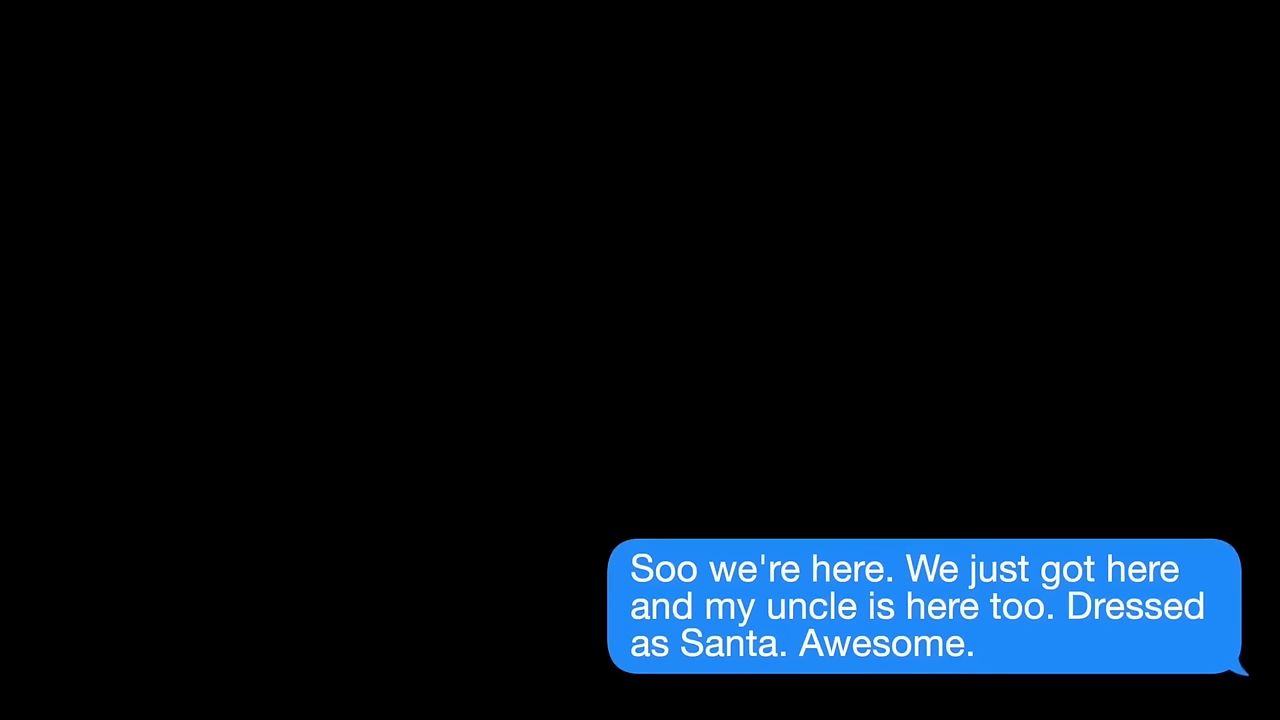 Soo we're here. We just got here
and my uncle is here too. Dressed
as Santa. Awesome.